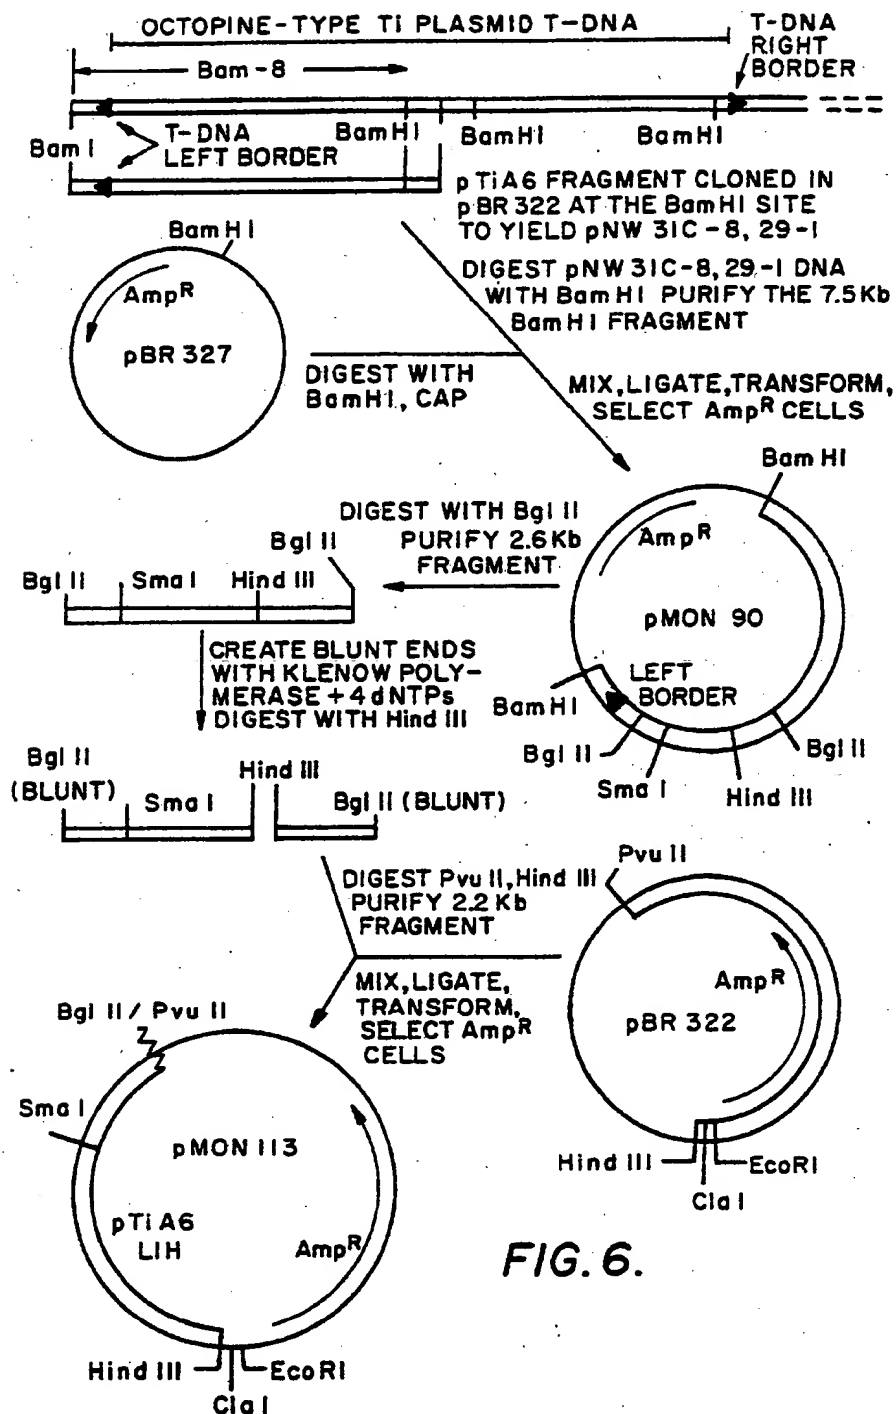 OCTOPINE-TYPE Ti PLASMID T-DNA
T-DNA
RIGHT
BORDER
Bam-8
Bam I
T-DNA
LEFT BORDER
BamHI
BamHI
BamHI
pTiA6 FRAGMENT CLONED IN
pBR 322 AT THE BamHI SITE
TO YIELD pNW 31C-8, 29-1
BamHI
AmpR
pBR 327
DIGEST pNW 31C-8, 29-1 DNA
WITH BamHI PURIFY THE 7.5Kb
BamHI FRAGMENT
DIGEST WITH
BamHI, CAP
MIX, LIGATE, TRANSFORM,
SELECT AmpR CELLS
BamHI
AmpR
pMON 90
LEFT
BORDER
BamHI
Bgl II
Sma I
Hind III
Bgl II
DIGEST WITH Bgl II
PURIFY 2.6Kb
FRAGMENT
Bgl II
Sma I
Hind III
Bgl II
CREATE BLUNT ENDS
WITH KLENOW POLY-
MERASE + 4 dNTPs
DIGEST WITH Hind III
Bgl II
(BLUNT)
Sma I
Hind III
Bgl II (BLUNT)
DIGEST Pvu II, Hind III
PURIFY 2.2 Kb
FRAGMENT
Pvu II
AmpR
pBR 322
Hind III
Cla I
EcoRI
MIX, LIGATE,
TRANSFORM,
SELECT AmpR
CELLS
Bgl II / Pvu II
Sma I
pMON 113
pTi A6
LIH
AmpR
Hind III
Cla I
EcoRI
FIG. 6.